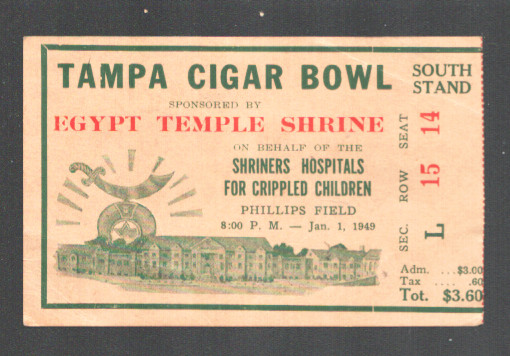 TAMPA CIGAR BOWL
SPONSORED BY
EGYPT TEMPLE SHRINE
ON BEHALF OF THE
SHRINERS HOSPITALS
FOR CRIPPLED CHILDREN
PHILLIPS FIELD
8:00 P. M. — Jan. 1, 1949
SOUTH
STAND
SEC. ROW SEAT
L 15 14
Adm. ....$3.00
Tax ..... .60
Tot. $3.60